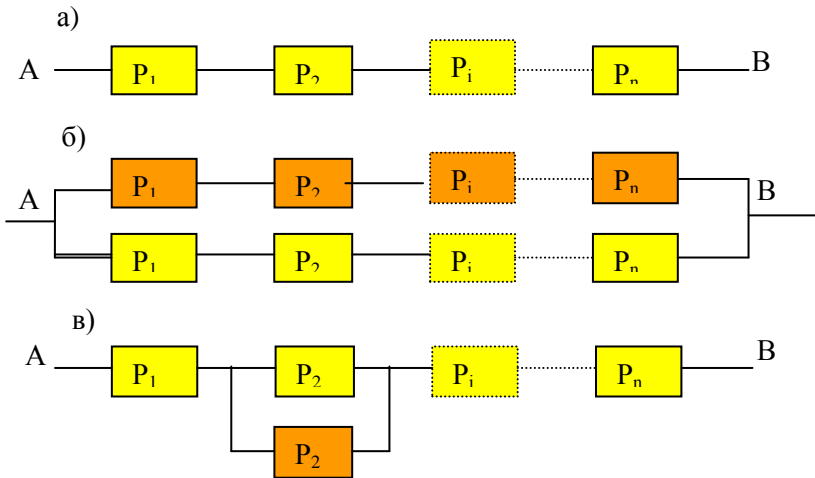 а)
A P₁ P₂ Pᵢ Pₙ B
б)
A P₁ P₂ Pᵢ Pₙ B
P₁ P₂ Pᵢ Pₙ
в)
A P₁ P₂ Pᵢ Pₙ B
P₂